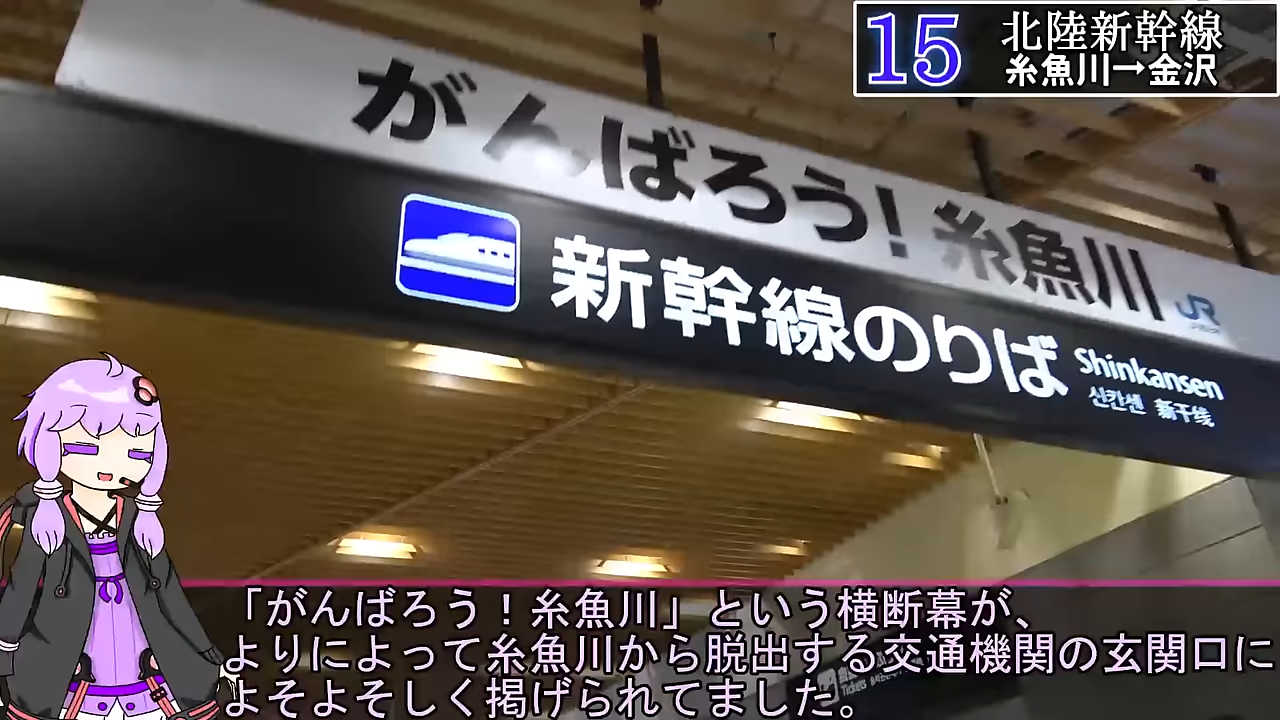 15
北陸新幹線
糸魚川→金沢
がんばろう!糸魚川
JR
新幹線のりば
Shinkansen
신칸센 新干线
「がんばろう！糸魚川」という横断幕が、
よりによって糸魚川から脱出する交通機関の玄関口に
よそよそしく掲げられてました。
Tickets